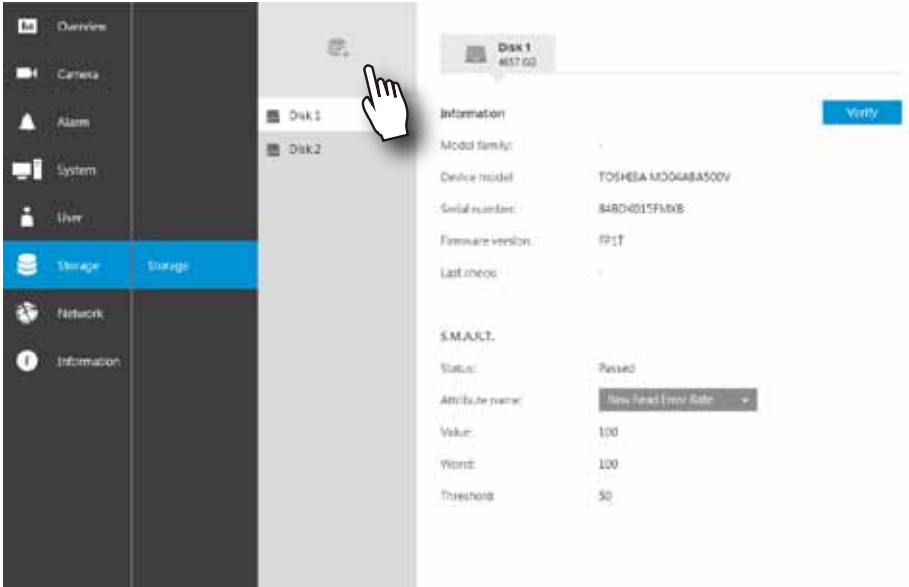 Overview
Camera
Alarm
System
User
Storage
Network
Information
Storage
Disk 1
Disk 2
Disk 1
4657 GB
Information
Verify
Model family: -
Device model: TOSHIBA MD04ABA500V
Serial number:
Firmware version: FP1T
Last check: -
S.M.A.R.T.
Status: Passed
Attribute name: Raw Read Error Rate
Value: 100
Worst: 100
Threshold: 50